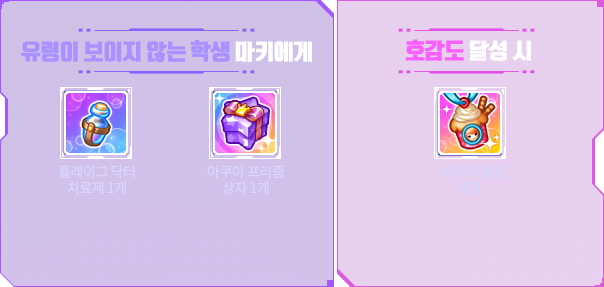 유령이 보이지 않는 학생 마키에게
호감도 달성 시
플레이그 닥터
치료제 1개
아쿠아 프리즘
상자 1개